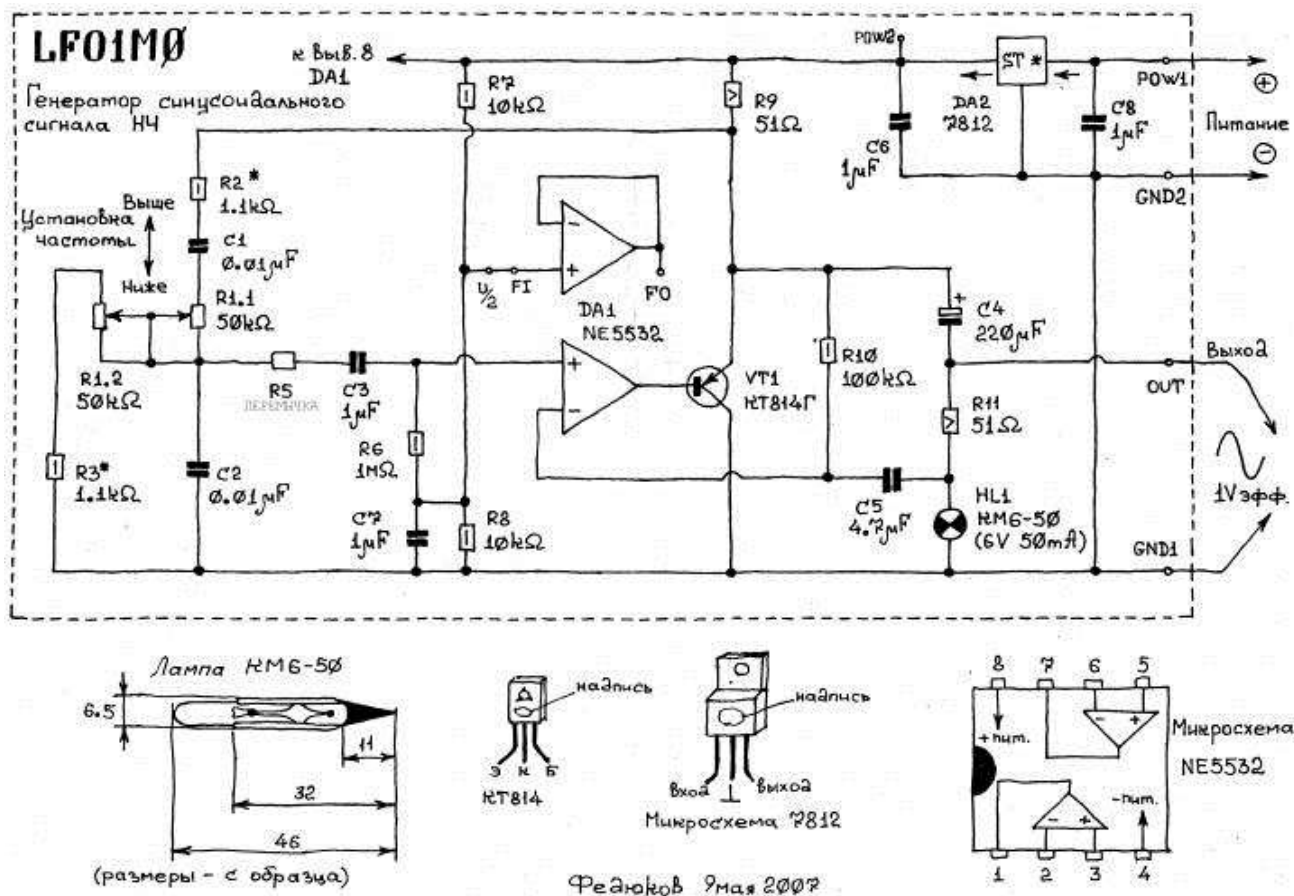 LF01MØ
Генератор синусоидального
сигнала НЧ
к выв. 8
DA1
R7
10kΩ
R9
51Ω
POW2
ST *
DA2
7812
C6
1µF
C8
1µF
POW1
+
Питание
-
GND2
R2*
1.1kΩ
Установка
частоты
Выше
Ниже
C1
0.01µF
R1.1
50kΩ
R1.2
50kΩ
R3*
1.1kΩ
C2
0.01µF
R5
ПЕРЕМЫЧКА
C3
1µF
R6
1MΩ
C7
1µF
R8
10kΩ
U/2
FI
FO
-
+
DA1
NE5532
+
-
VT1
КТ814Г
R10
100kΩ
+
C4
220µF
R11
51Ω
C5
4.7µF
HL1
КМ6-50
(6V 50mA)
Выход
OUT
1Vэфф.
GND1
Лампа КМ6-50
6.5
11
32
46
(размеры - с образца)
надпись
Э К Б
КТ814
надпись
вход
выход
Микросхема 7812
8 7 6 5
- +
+пит.
Микросхема
NE5532
-пит.
- +
1 2 3 4
Федюков 9мая 2007